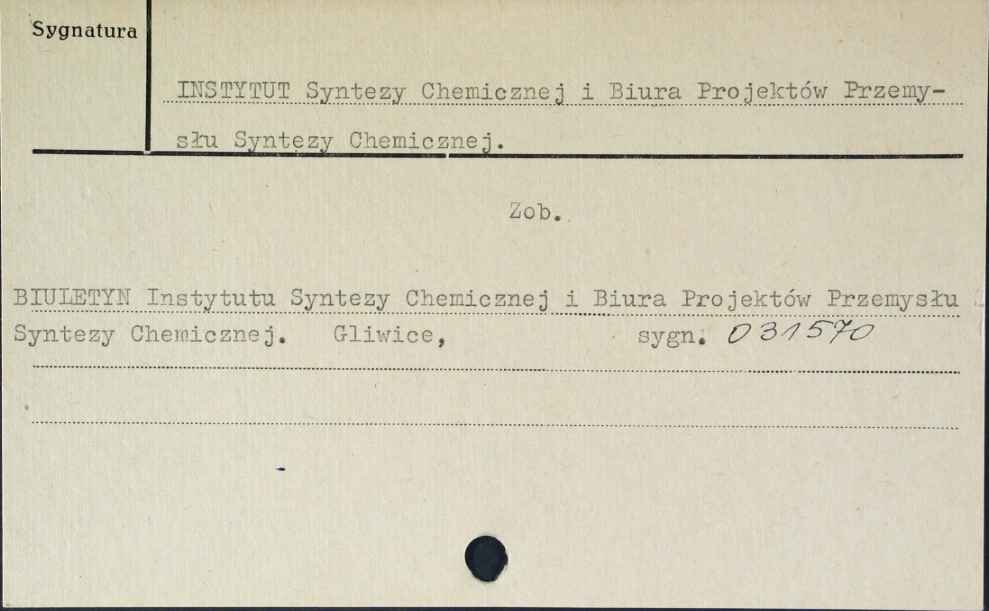 Sygnatura
INSTYTUT Syntezy Chemicznej i Biura Projektów Przemy-
słu Syntezy Chemicznej.
Zob.
BIULETYN Instytutu Syntezy Chemicznej i Biura Projektów Przemysłu
Syntezy Chemicznej. Gliwice, sygn. 031570